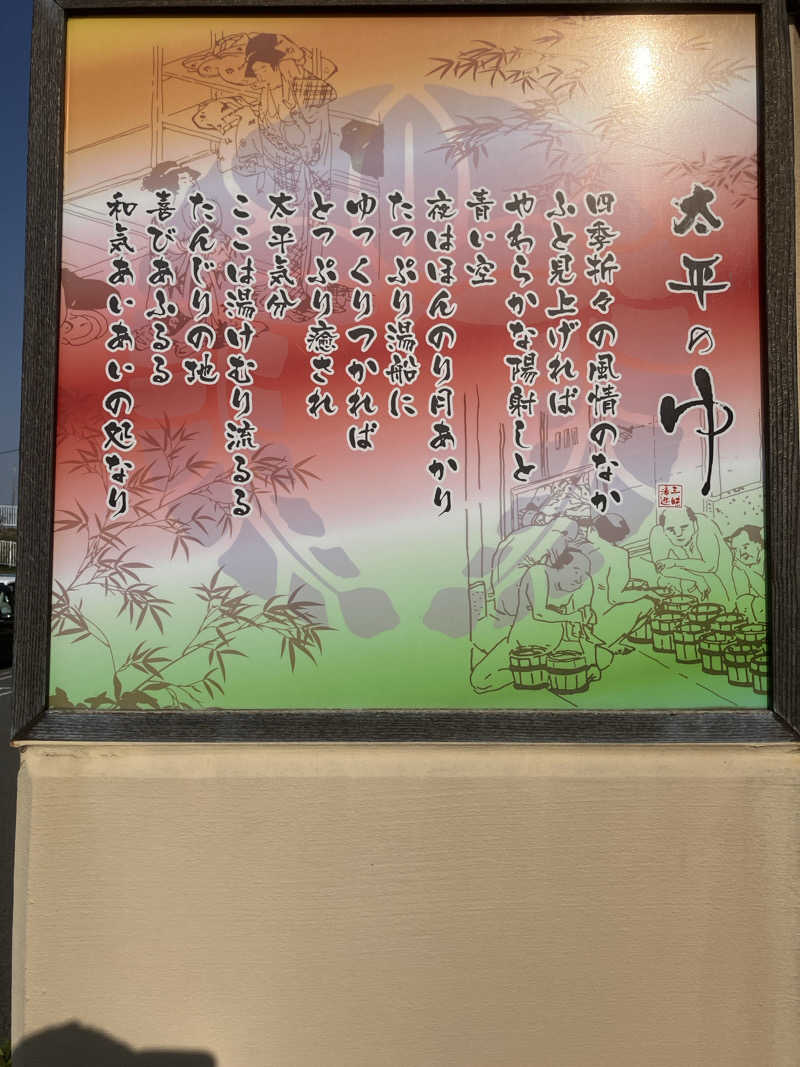 太平のゆ
四季折々の風情のなか
ふと見上げれば
やわらかな陽射しと
青い空
夜はほんのり月あかり
たっぷり湯船に
ゆっくりつかれば
とっぷり癒され
太平気分
ここは湯けむり流るる
たんじりの地
喜びあふるる
和気あいあいの処なり